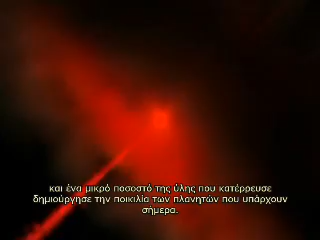 και ένα μικρό ποσοστό της ύλης που κατέρρευσε
δημιούργησε την ποικιλία των πλανητών που υπάρχουν
σήμερα.